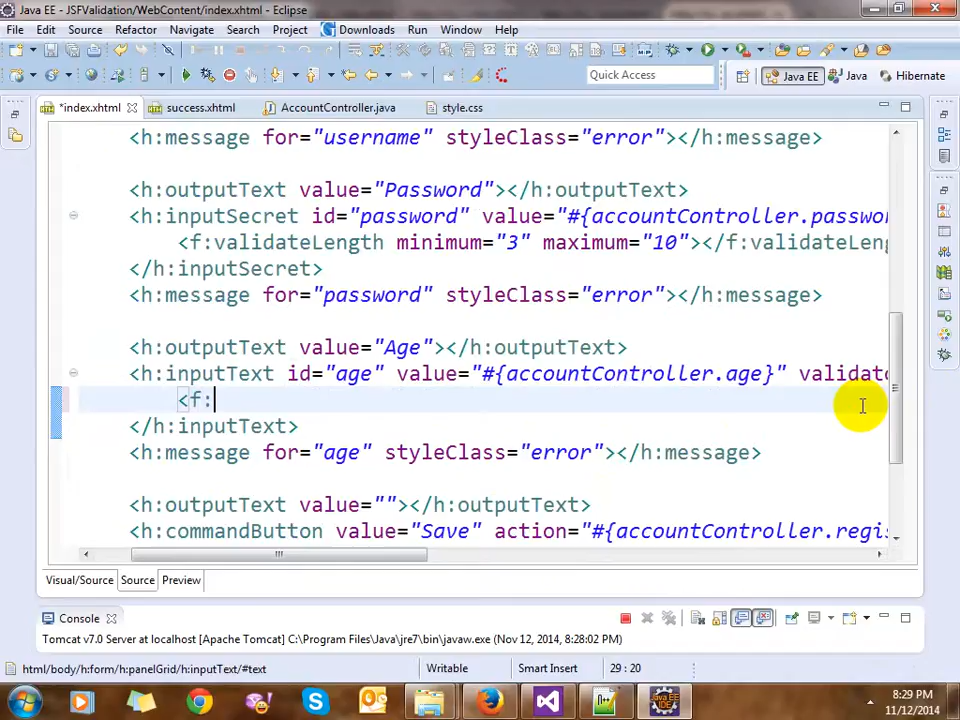 Java EE - JSFValidation/WebContent/index.xhtml - Eclipse
File Edit Source Refactor Navigate Search Project Downloads Run Window Help
Quick Access Java EE Java Hibernate
*index.xhtml success.xhtml AccountController.java style.css
<h:message for="username" styleClass="error"></h:message>
<h:outputText value="Password"></h:outputText>
<h:inputSecret id="password" value="#{accountController.passwor
<f:validateLength minimum="3" maximum="10"></f:validateLeng
</h:inputSecret>
<h:message for="password" styleClass="error"></h:message>
<h:outputText value="Age"></h:outputText>
<h:inputText id="age" value="#{accountController.age}" validato
<f:
</h:inputText>
<h:message for="age" styleClass="error"></h:message>
<h:outputText value=""></h:outputText>
<h:commandButton value="Save" action="#{accountController.regis
Visual/Source Source Preview
Console
Tomcat v7.0 Server at localhost [Apache Tomcat] C:\Program Files\Java\jre7\bin\javaw.exe (Nov 12, 2014, 8:28:02 PM)
html/body/h:form/h:panelGrid/h:inputText/#text Writable Smart Insert 29 : 20
8:29 PM
11/12/2014